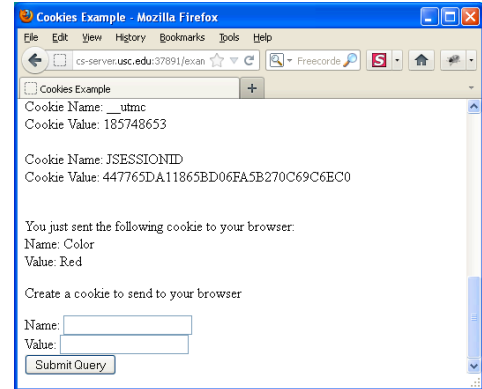 Cookies Example - Mozilla Firefox
File Edit View History Bookmarks Tools Help
cs-server.usc.edu:37891/exan
Freecorde
S
Cookies Example
+
Cookie Name: __utmc
Cookie Value: 185748653
Cookie Name: JSESSIONID
Cookie Value: 447765DA11865BD06FA5B270C69C6EC0
You just sent the following cookie to your browser:
Name: Color
Value: Red
Create a cookie to send to your browser
Name:
Value:
Submit Query